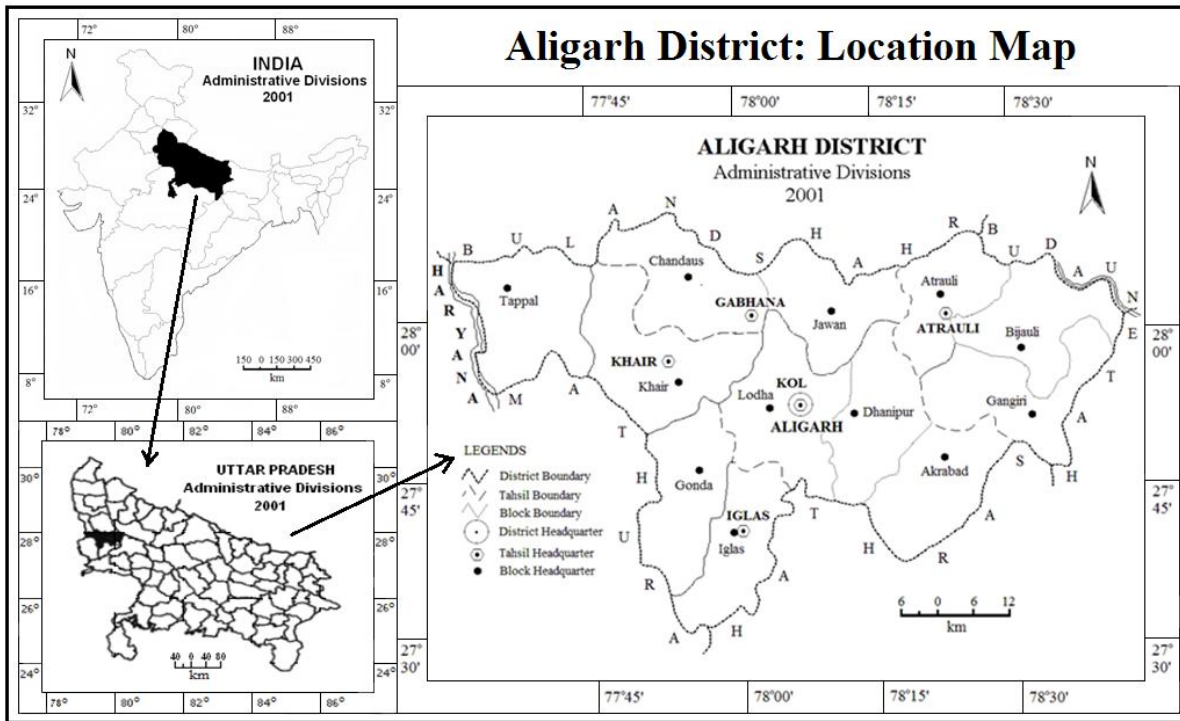 Aligarh District: Location Map
72° 80 88
N
INDIA
Administrative Divisions
2001
32° 32°
24° 24°
16° 16°
8° 8°
150 0 150 300 450
km
72° 80 88°
78° 80° 82° 84° 86°
UTTAR PRADESH
Administrative Divisions
2001
30° 30°
28° 28°
26° 26°
24° 24°
40 0 40 80
km
78° 80 82 84 86°
77°45' 78°00' 78°15' 78°30'
ALIGARH DISTRICT
Administrative Divisions
2001
N
BULANDSHAHR
BUDAUN
HARYANA
ETAH
MATHURA
HATHRAS
Chandaus
Tappal
GABHANA
Jawan
Atrauli
ATRAULI
Bijauli
KHAIR
Khair
KOL
Lodha
ALIGARH
Dhanipur
Gangiri
Gonda
Akrabad
IGLAS
Iglas
28°
00'
28°
00'
27°
45'
27°
45'
27°
30'
27°
30'
LEGENDS
District Boundary
Tahsil Boundary
Block Boundary
District Headquarter
Tahsil Headquarter
Block Headquarter
6 0 6 12
km
77°45' 78°00' 78°15' 78°30'